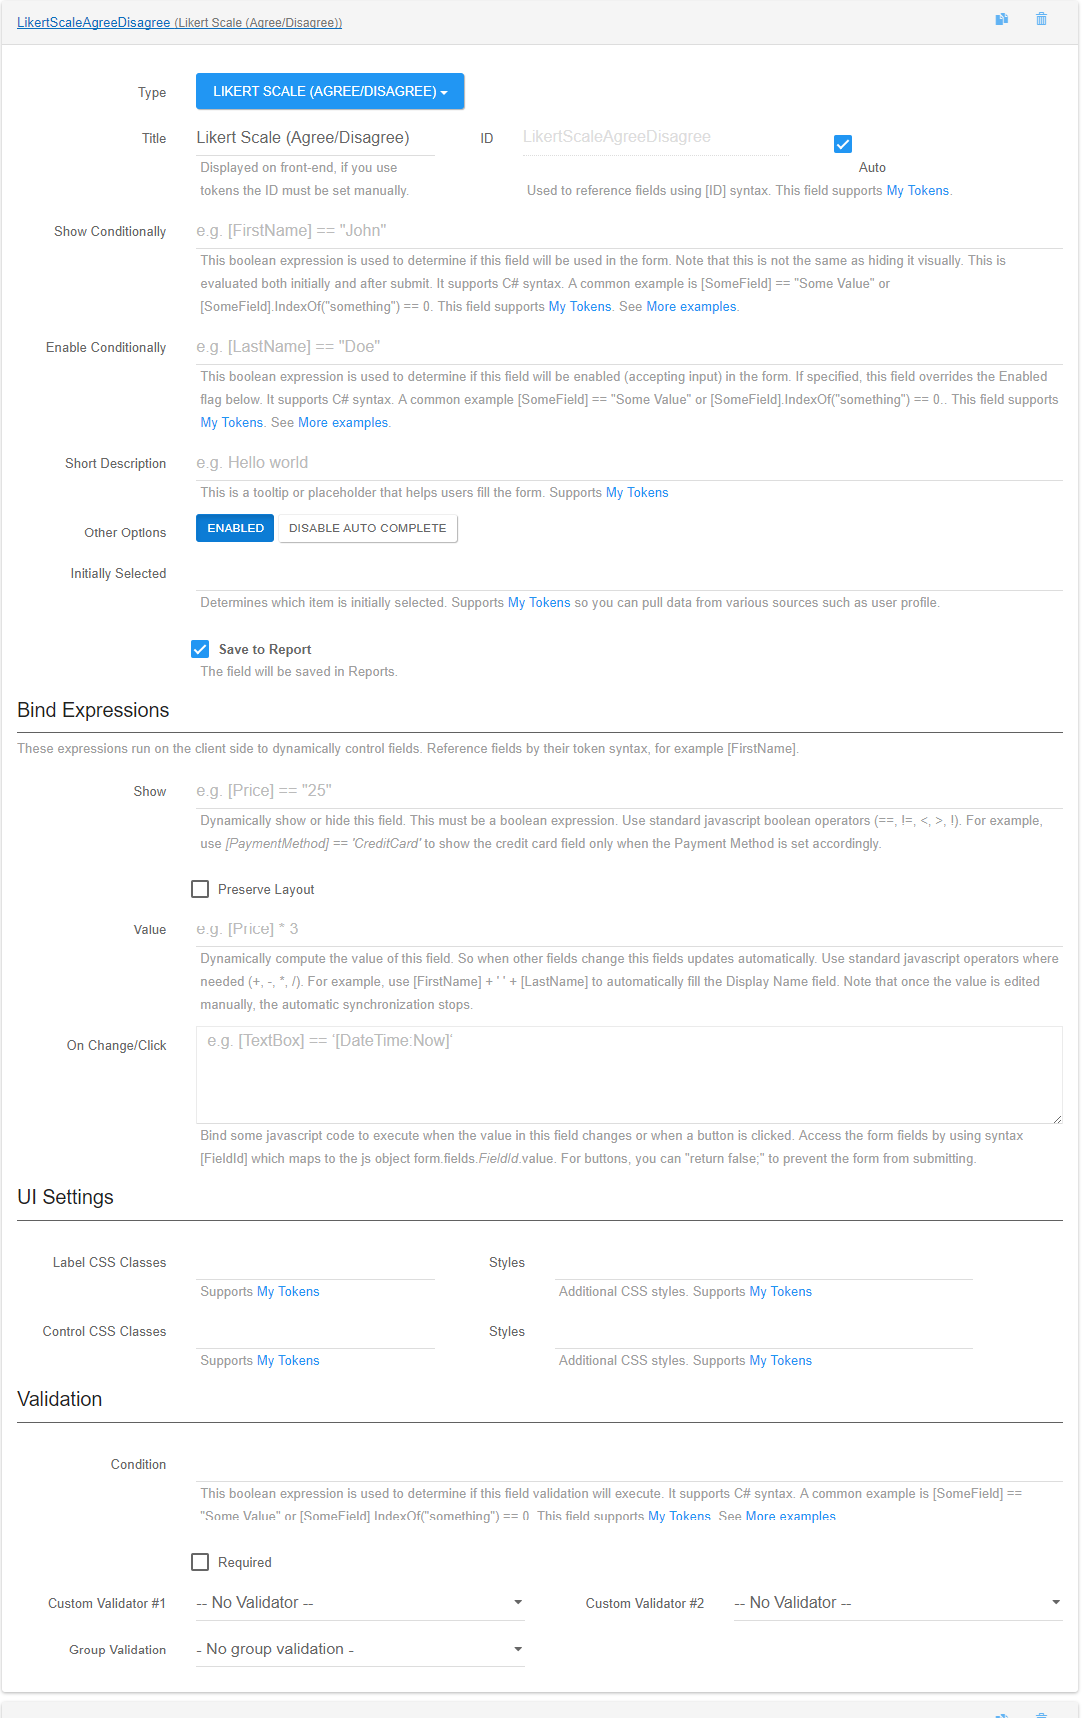 LikertScaleAgreeDisagree (Likert Scale (Agree/Disagree))
Type
LIKERT SCALE (AGREE/DISAGREE)
Title
Likert Scale (Agree/Disagree)
ID
LikertScaleAgreeDisagree
Auto
Displayed on front-end, if you use
tokens the ID must be set manually.
Used to reference fields using [ID] syntax. This field supports My Tokens.
Show Conditionally
e.g. [FirstName] == "John"
This boolean expression is used to determine if this field will be used in the form. Note that this is not the same as hiding it visually. This is
evaluated both initially and after submit. It supports C# syntax. A common example is [SomeField] == "Some Value" or
[SomeField].IndexOf("something") == 0. This field supports My Tokens. See More examples.
Enable Conditionally
e.g. [LastName] == "Doe"
This boolean expression is used to determine if this field will be enabled (accepting input) in the form. If specified, this field overrides the Enabled
flag below. It supports C# syntax. A common example [SomeField] == "Some Value" or [SomeField].IndexOf("something") == 0.. This field supports
My Tokens. See More examples.
Short Description
e.g. Hello world
This is a tooltip or placeholder that helps users fill the form. Supports My Tokens
Other Options
ENABLED
DISABLE AUTO COMPLETE
Initially Selected
Determines which item is initially selected. Supports My Tokens so you can pull data from various sources such as user profile.
Save to Report
The field will be saved in Reports.
Bind Expressions
These expressions run on the client side to dynamically control fields. Reference fields by their token syntax, for example [FirstName].
Show
e.g. [Price] == "25"
Dynamically show or hide this field. This must be a boolean expression. Use standard javascript boolean operators (==, !=, <, >, !). For example,
use [PaymentMethod] == 'CreditCard' to show the credit card field only when the Payment Method is set accordingly.
Preserve Layout
Value
e.g. [Price] * 3
Dynamically compute the value of this field. So when other fields change this fields updates automatically. Use standard javascript operators where
needed (+, -, *, /). For example, use [FirstName] + ' ' + [LastName] to automatically fill the Display Name field. Note that once the value is edited
manually, the automatic synchronization stops.
On Change/Click
e.g. [TextBox] == '[DateTime:Now]'
Bind some javascript code to execute when the value in this field changes or when a button is clicked. Access the form fields by using syntax
[FieldId] which maps to the js object form.fields.FieldId.value. For buttons, you can "return false;" to prevent the form from submitting.
UI Settings
Label CSS Classes
Styles
Supports My Tokens
Additional CSS styles. Supports My Tokens
Control CSS Classes
Styles
Supports My Tokens
Additional CSS styles. Supports My Tokens
Validation
Condition
This boolean expression is used to determine if this field validation will execute. It supports C# syntax. A common example is [SomeField] ==
"Some Value" or [SomeField].IndexOf("something") == 0. This field supports My Tokens. See More examples
Required
Custom Validator #1
-- No Validator --
Custom Validator #2
-- No Validator --
Group Validation
- No group validation -